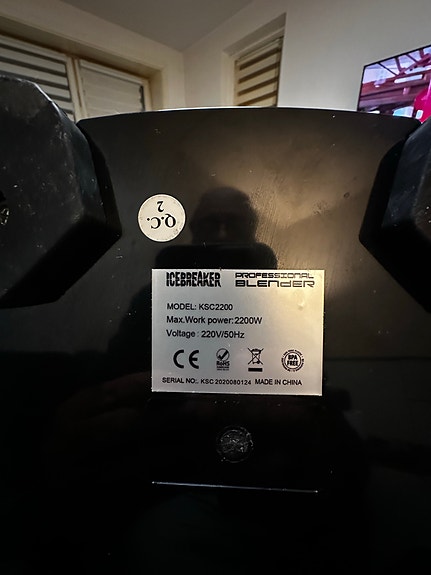 Q.C.
2
ICEBREAKER PROFESSIONAL BLENDER
MODEL: KSC2200
Max.Work power:2200W
Voltage : 220V/50Hz
CE RoHS BPA FREE
SERIAL NO:. KSC 2020080124 MADE IN CHINA